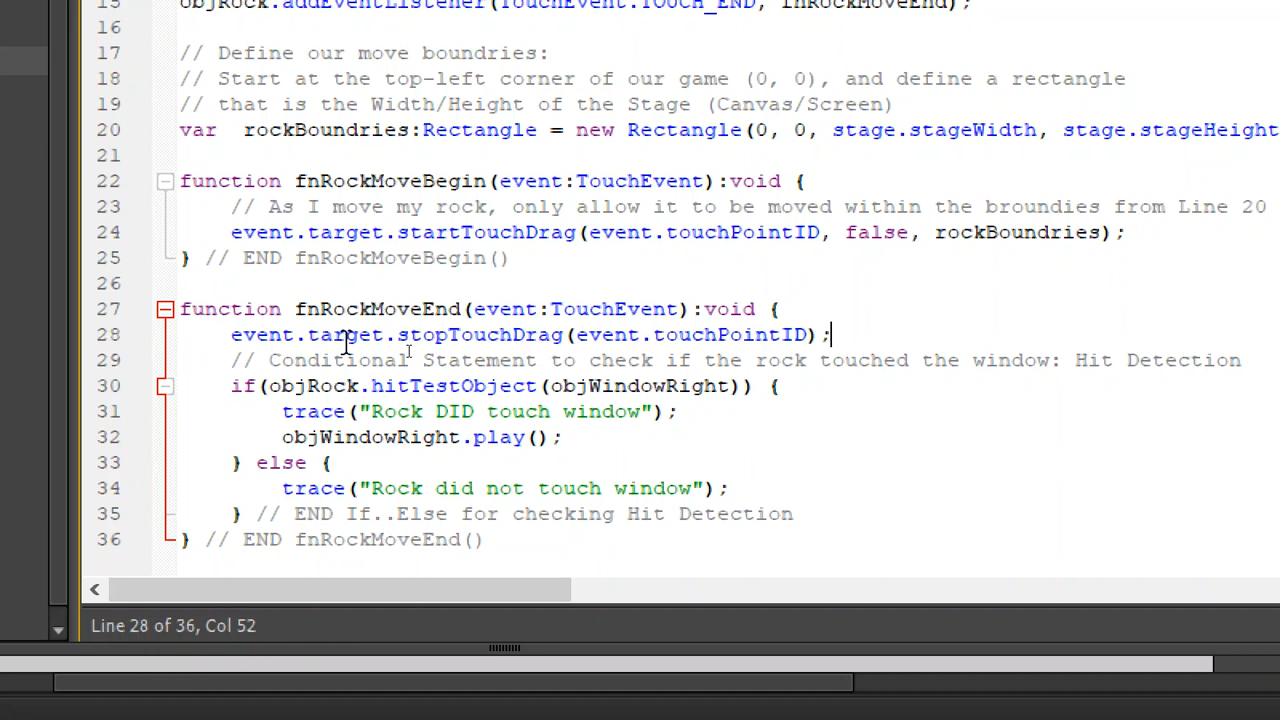 15 objRock.addEventListener(TouchEvent.TOUCH_END, fnRockMoveEnd);
16
17 // Define our move boundries:
18 // Start at the top-left corner of our game (0, 0), and define a rectangle
19 // that is the Width/Height of the Stage (Canvas/Screen)
20 var  rockBoundries:Rectangle = new Rectangle(0, 0, stage.stageWidth, stage.stageHeight
21
22 function fnRockMoveBegin(event:TouchEvent):void {
23 // As I move my rock, only allow it to be moved within the broundies from Line 20
24 event.target.startTouchDrag(event.touchPointID, false, rockBoundries);
25 } // END fnRockMoveBegin()
26
27 function fnRockMoveEnd(event:TouchEvent):void {
28 event.target.stopTouchDrag(event.touchPointID);
29 // Conditional Statement to check if the rock touched the window: Hit Detection
30 if(objRock.hitTestObject(objWindowRight)) {
31 trace("Rock DID touch window");
32 objWindowRight.play();
33 } else {
34 trace("Rock did not touch window");
35 } // END If..Else for checking Hit Detection
36 } // END fnRockMoveEnd()
Line 28 of 36, Col 52